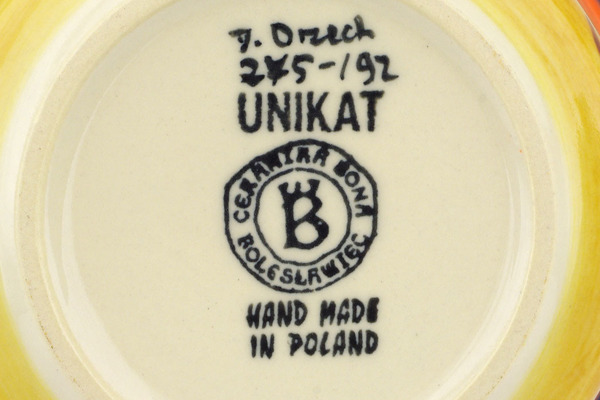 J. Orzech
275-192
UNIKAT
CERAMIKA BONA
B
BOLESŁAWIEC
HAND MADE
IN POLAND